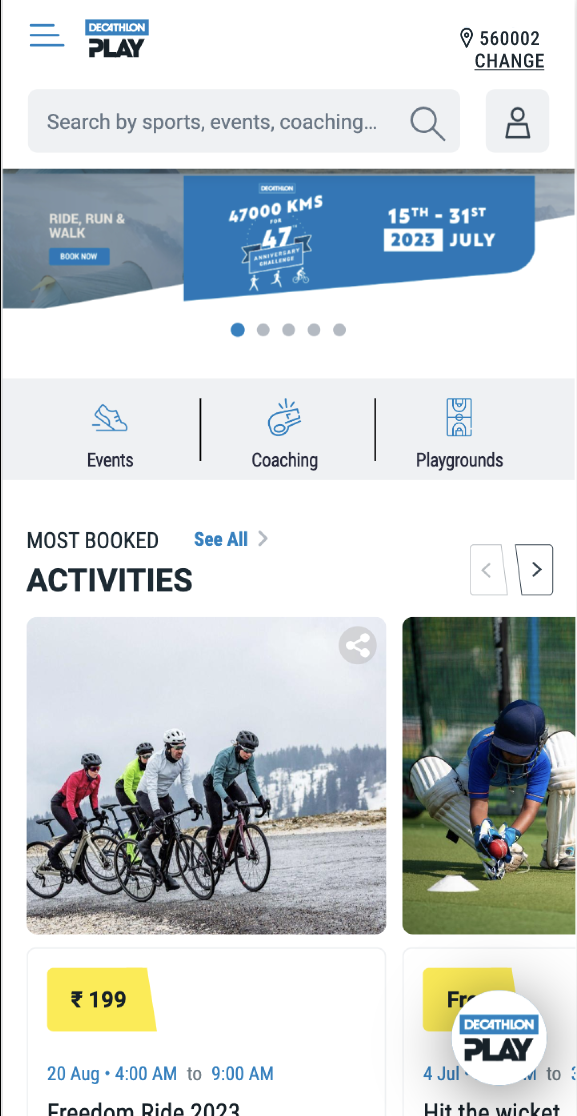 DECATHLON
PLAY
560002
CHANGE
Search by sports, events, coaching...
RIDE, RUN &
WALK
BOOK NOW
DECATHLON
47000 KMS
FOR
47
ANNIVERSARY
CHALLENGE
15TH - 31ST
2023 JULY
Events
Coaching
Playgrounds
MOST BOOKED
See All
ACTIVITIES
₹ 199
20 Aug • 4:00 AM to 9:00 AM
Freedom Ride 2023
4 Jul
to
Hit the wicket
DECATHLON
PLAY